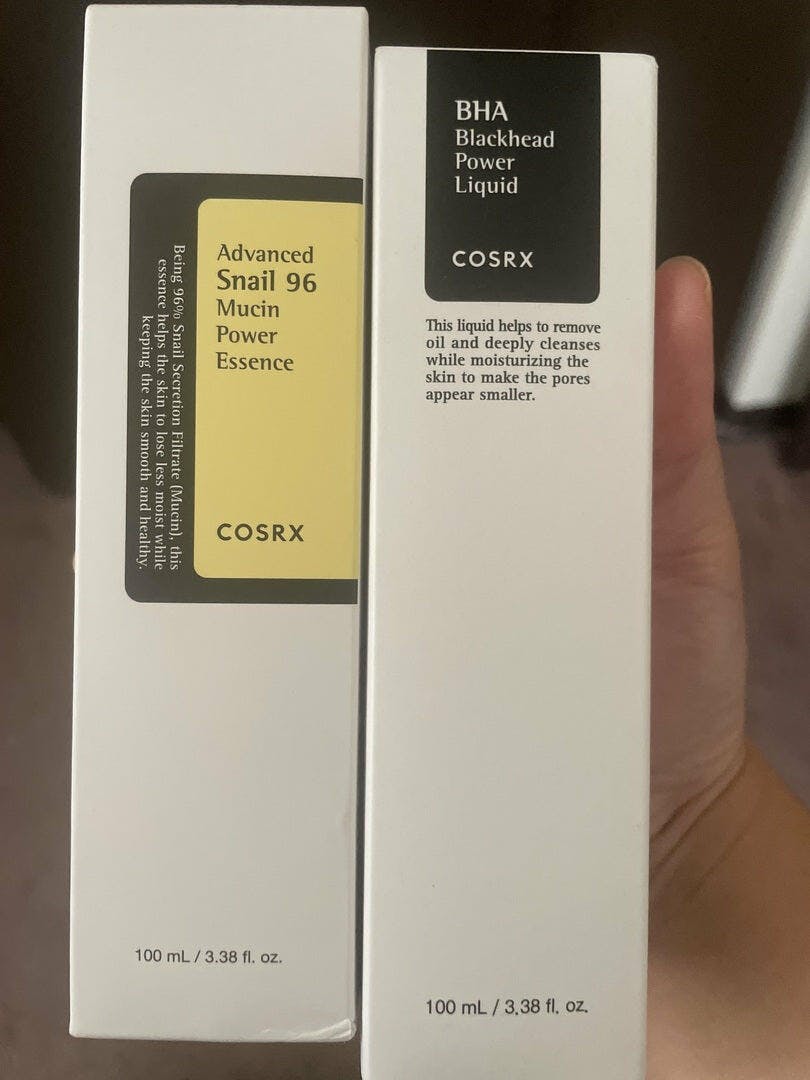 Advanced
Snail 96
Mucin
Power
Essence
COSRX
Being 96% Snail Secretion Filtrate (Mucin), this
essence helps the skin to lose less moist while
keeping the skin smooth and healthy.
100 mL / 3.38 fl. oz.
BHA
Blackhead
Power
Liquid
COSRX
This liquid helps to remove
oil and deeply cleanses
while moisturizing the
skin to make the pores
appear smaller.
100 mL / 3.38 fl. oz.